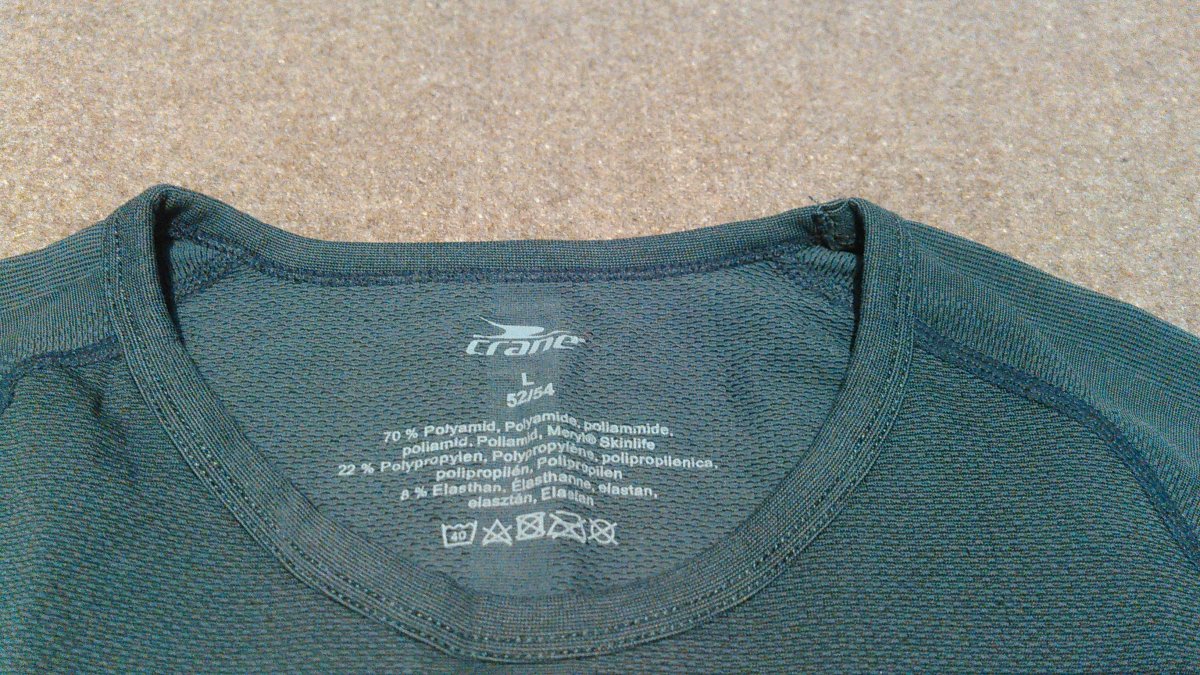 crane
L
52/54
70 % Polyamid, Polyamide, poliammide,
poliamid, Poliamid, Meryl® Skinlife
22 % Polypropylen, Polypropylène, polipropilenica,
polipropilén, Polipropilen
8 % Elasthan, Élasthanne, elastan,
elasztán, Elastan
40